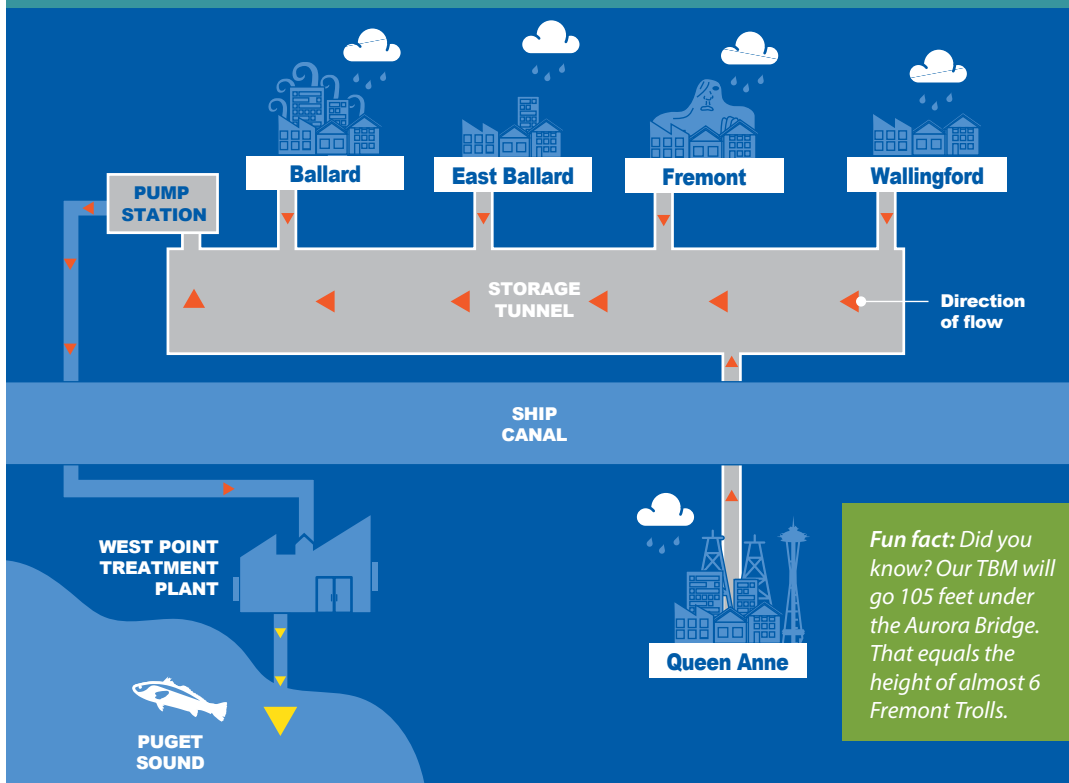 Ballard
East Ballard
Fremont
Wallingford
PUMP
STATION
STORAGE
TUNNEL
Direction
of flow
SHIP
CANAL
WEST POINT
TREATMENT
PLANT
Queen Anne
PUGET
SOUND
Fun fact: Did you
know? Our TBM will
go 105 feet under
the Aurora Bridge.
That equals the
height of almost 6
Fremont Trolls.